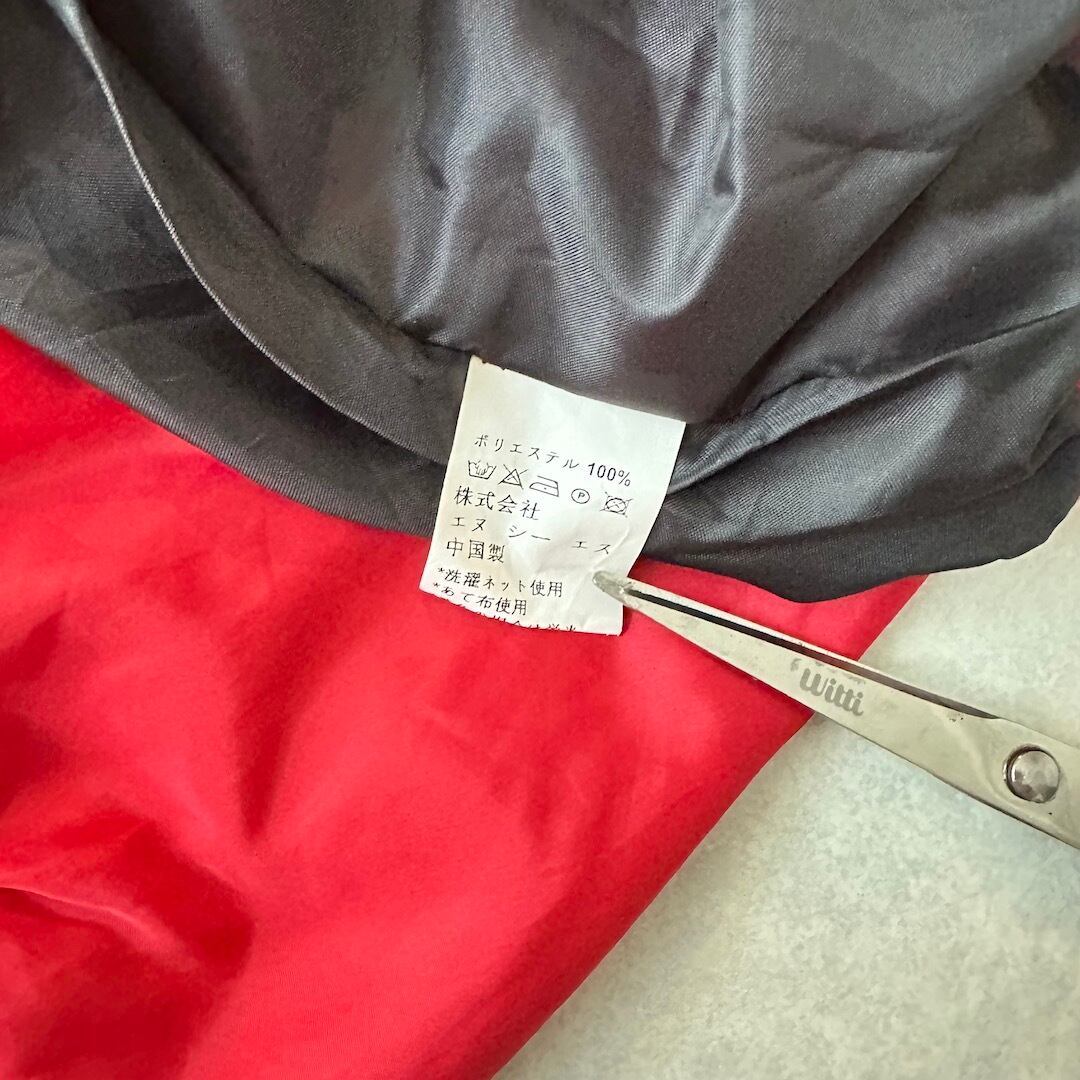 ポリエステル 100%
P
株式会社
エヌ シー エス
中国製
*洗濯ネット使用
*あて布使用
Witti